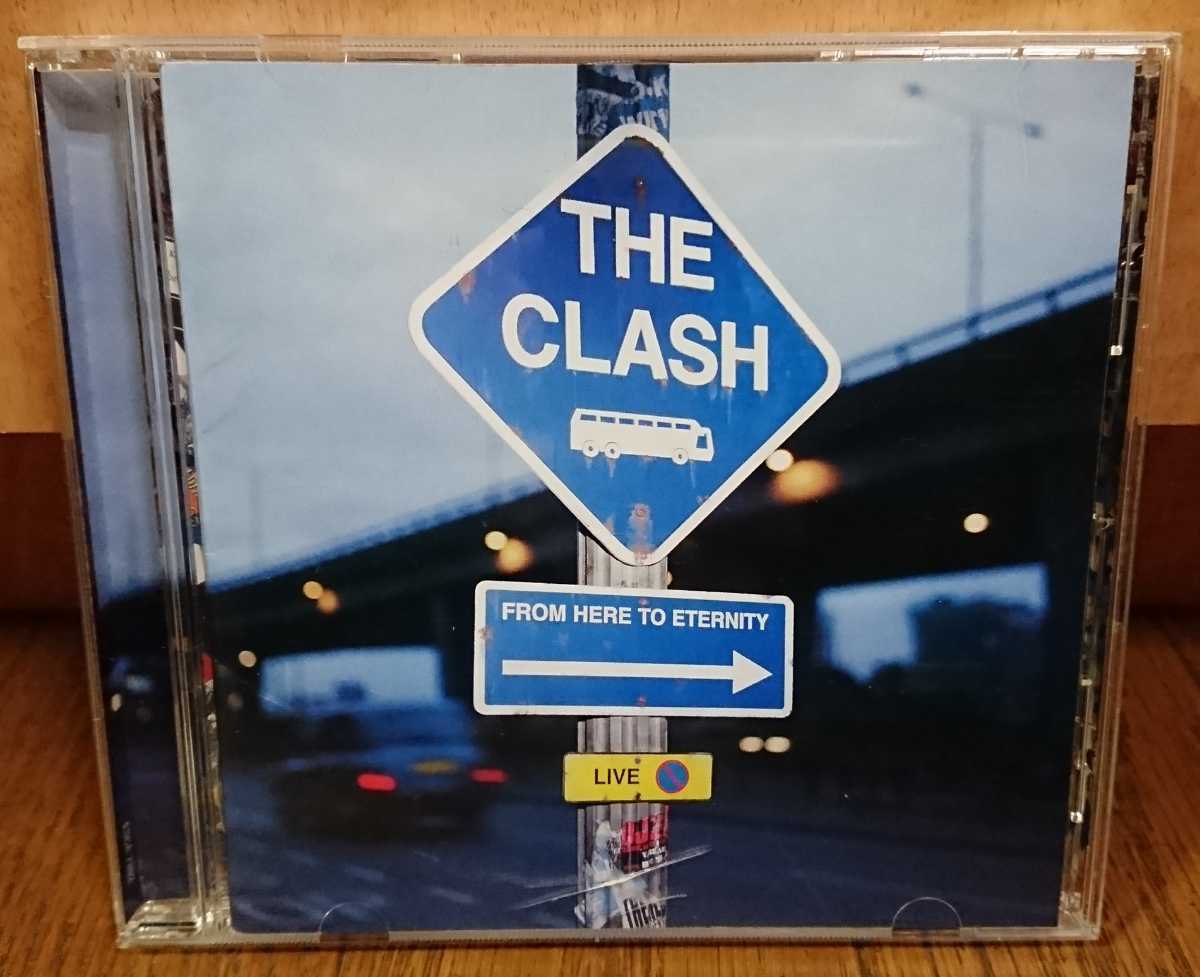 THE
CLASH
FROM HERE TO ETERNITY
LIVE